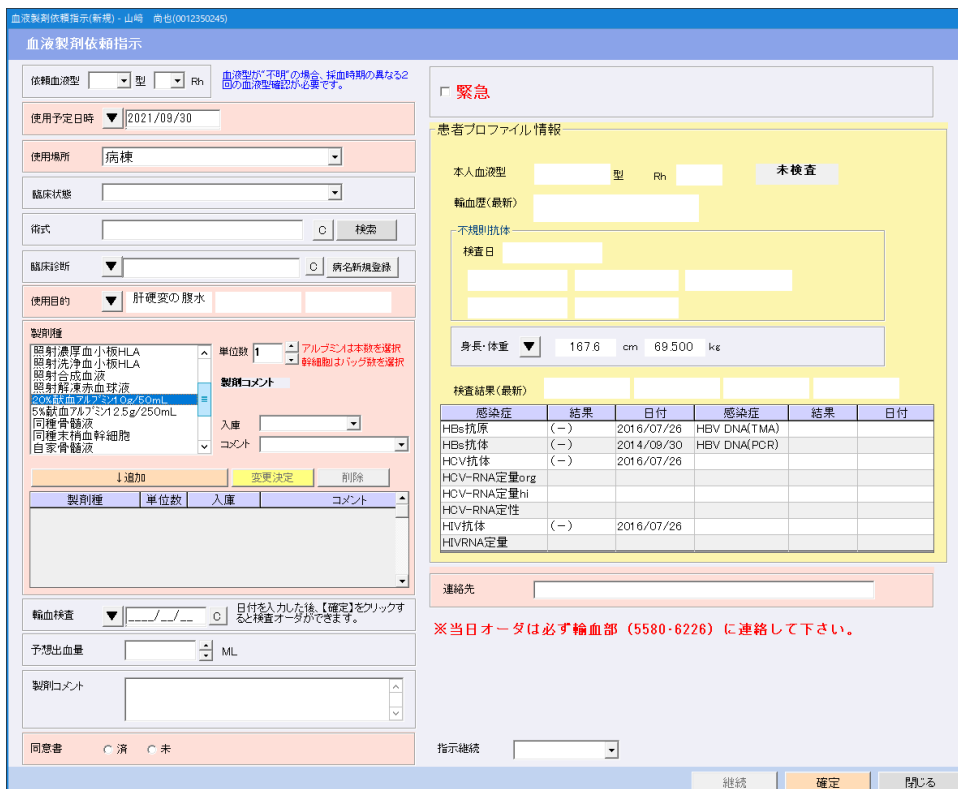 血液製剤依頼指示(新規) - 山﨑 尚也(0012350245)
血液製剤依頼指示
依頼血液型 型 Rh
血液型が"不明"の場合、採血時期の異なる2
回の血液型確認が必要です。
使用予定日時 ▼ 2021/09/30
使用場所 病棟
臨床状態
術式 C 検索
臨床診断 ▼ C 病名新規登録
使用目的 ▼ 肝硬変の腹水
製剤種
照射濃厚血小板HLA
照射洗浄血小板HLA
照射合成血液
照射解凍赤血球液
20%献血アルブミン10g/50mL
5%献血アルブミン12.5g/250mL
同種骨髄液
同種末梢血幹細胞
自家骨髄液
単位数 1
アルブミンは本数を選択
幹細胞はバッグ数を選択
製剤コメント
入庫
コメント
↓追加 変更決定 削除
製剤種 単位数 入庫 コメント
輸血検査 ▼ ____/__/__ C
日付を入力した後、【確定】をクリックす
ると検査オーダができます。
予想出血量 ML
製剤コメント
同意書 済 未
緊急
患者プロファイル情報
本人血液型 型 Rh 未検査
輸血歴(最新)
不規則抗体
検査日
身長・体重 ▼ 167.6 cm 69.500 kg
検査結果(最新)
感染症 結果 日付 感染症 結果 日付
HBs抗原 (-) 2016/07/26 HBV DNA(TMA)
HBs抗体 (-) 2014/09/30 HBV DNA(PCR)
HCV抗体 (-) 2016/07/26
HCV-RNA定量org
HCV-RNA定量hi
HCV-RNA定性
HIV抗体 (-) 2016/07/26
HIVRNA定量
連絡先
※当日オーダは必ず輸血部(5580・6226)に連絡して下さい。
指示継続
継続 確定 閉じる